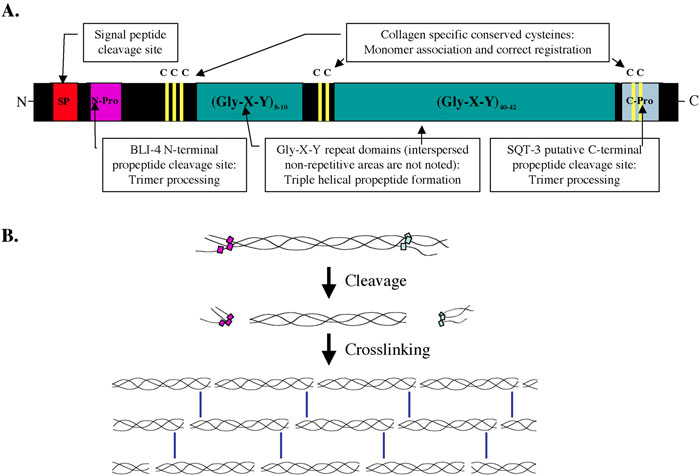 A.
Signal peptide
cleavage site
Collagen specific conserved cysteines:
Monomer association and correct registration
C C C
C C
C C
N
SP
N-Pro
(Gly-X-Y)8-10
(Gly-X-Y)40-42
C-Pro
C
BLI-4 N-terminal
propeptide cleavage site:
Trimer processing
Gly-X-Y repeat domains (interspersed
non-repetitive areas are not noted):
Triple helical propeptide formation
SQT-3 putative C-terminal
propeptide cleavage site:
Trimer processing
B.
Cleavage
Crosslinking